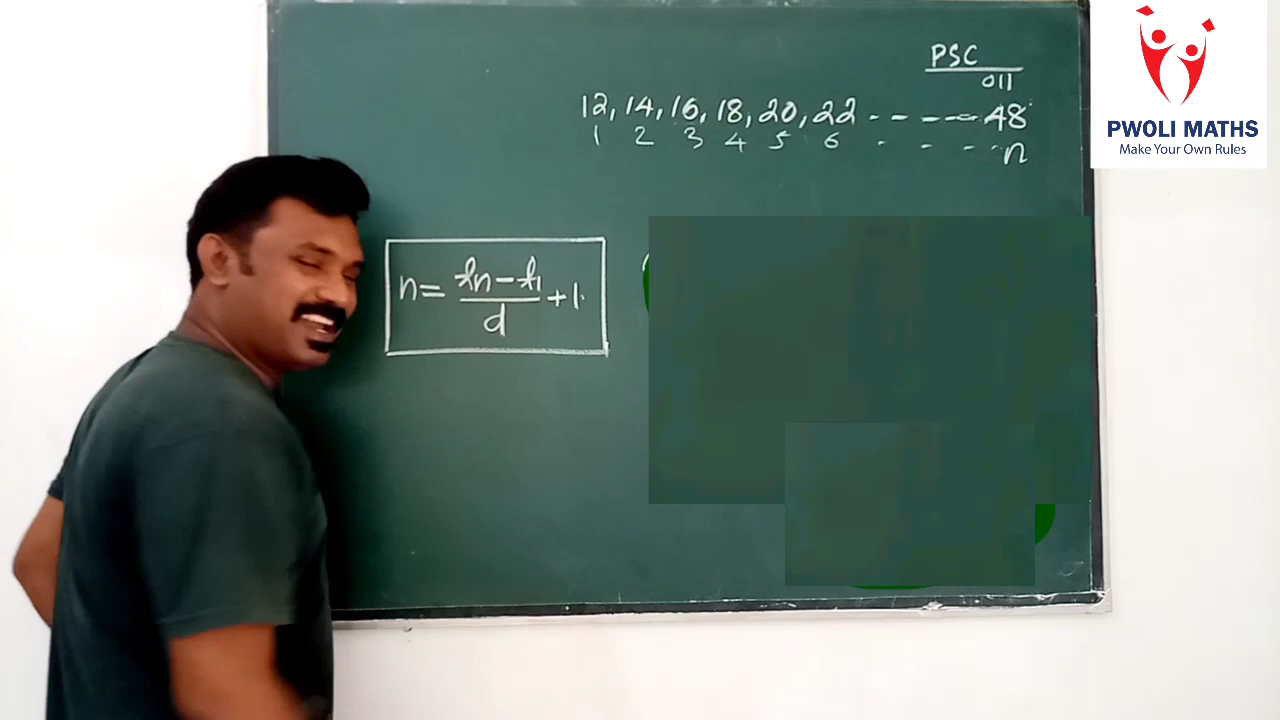 PSC
011
12, 14, 16, 18, 20, 22 - - - - - 48
1 2 3 4 5 6 . . . . n
n = tn - t1 / d + 1
PWOLI MATHS
Make Your Own Rules